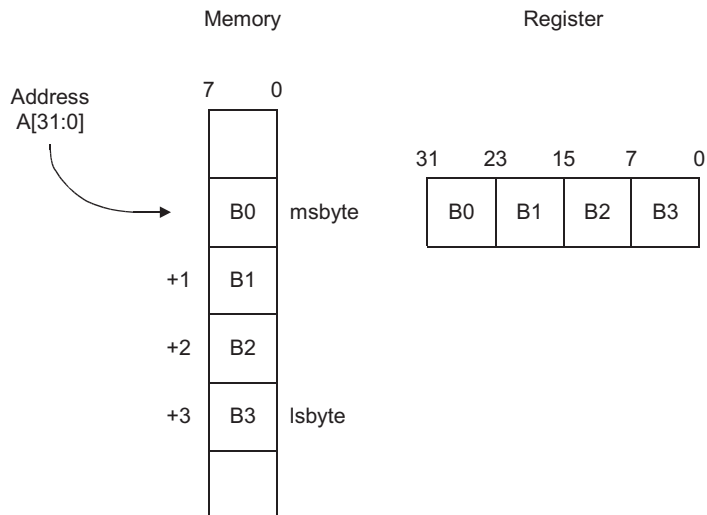 Memory
Register
7 0
Address
A[31:0]
31 23 15 7 0
B0 msbyte
B0 B1 B2 B3
+1 B1
+2 B2
+3 B3 lsbyte